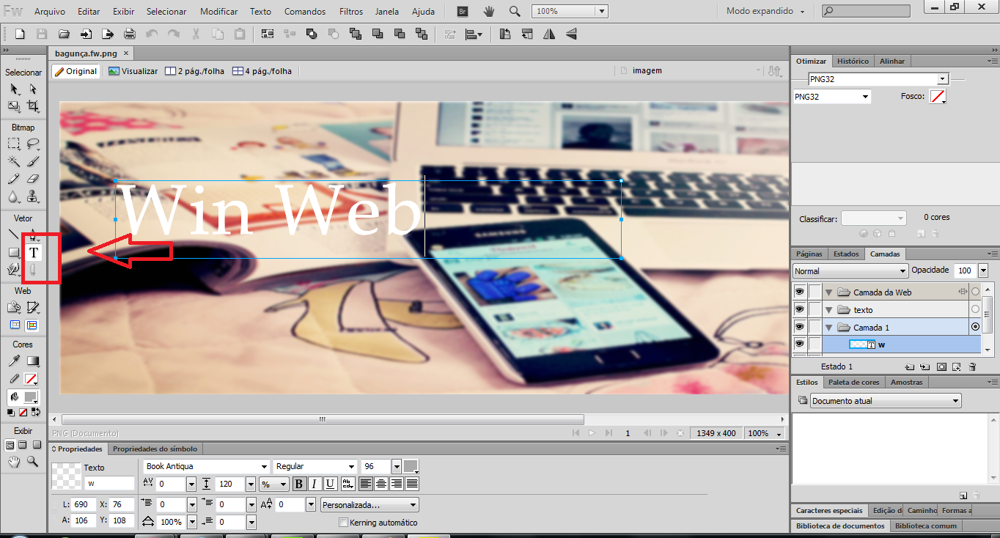 Fw Arquivo Editar Exibir Selecionar Modificar Texto Comandos Filtros Janela Ajuda Br 100% Modo expandido
bagunça.fw.png ×
Original Visualizar 2 pág./folha 4 pág./folha imagem
Selecionar
Bitmap
Vetor
T
Web
Cores
Exibir
Win Web
SAMSUNG
PNG (Documento) 1 1349 x 400 100%
Propriedades Propriedades do símbolo
Texto Book Antiqua Regular 96
w 0 120 % B I U
L: 690 X: 76 0 0 0 Personalizada...
A: 106 Y: 108 100% 0 Kerning automático
Otimizar Histórico Alinhar
PNG32
PNG32 Fosco:
Classificar: 0 cores
Páginas Estados Camadas
Normal Opacidade 100
Camada da Web
texto
Camada 1
T w
Estado 1
Estilos Paleta de cores Amostras
Documento atual
Caracteres especiais Edição d Caminho Formas a
Biblioteca de documentos Biblioteca comum